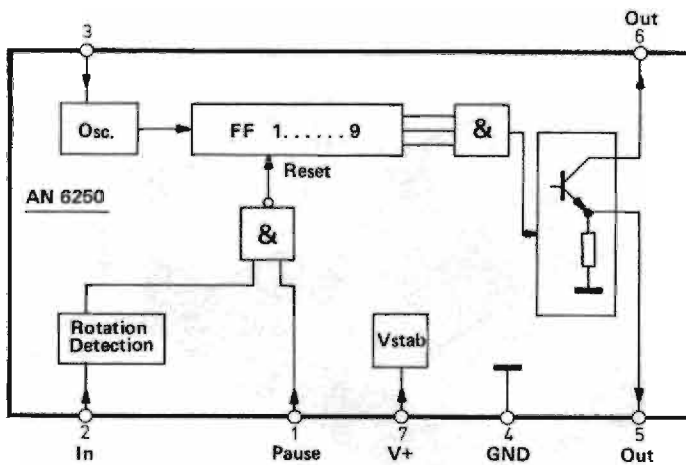 Out
3
6
Osc.
FF 1......9
&
Reset
AN 6250
&
Rotation
Detection
Vstab
2
1
7
4
5
In
Pause
V+
GND
Out